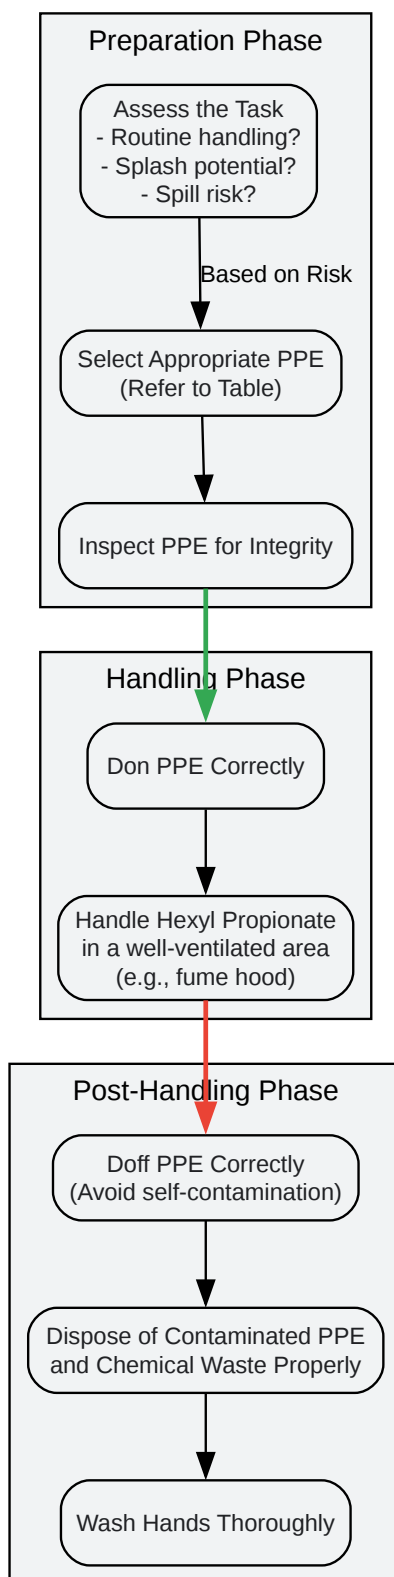 Preparation Phase
Assess the Task
- Routine handling?
- Splash potential?
- Spill risk?
Based on Risk
Select Appropriate PPE
(Refer to Table)
Inspect PPE for Integrity
Handling Phase
Don PPE Correctly
Handle Hexyl Propionate
in a well-ventilated area
(e.g., fume hood)
Post-Handling Phase
Doff PPE Correctly
(Avoid self-contamination)
Dispose of Contaminated PPE
and Chemical Waste Properly
Wash Hands Thoroughly